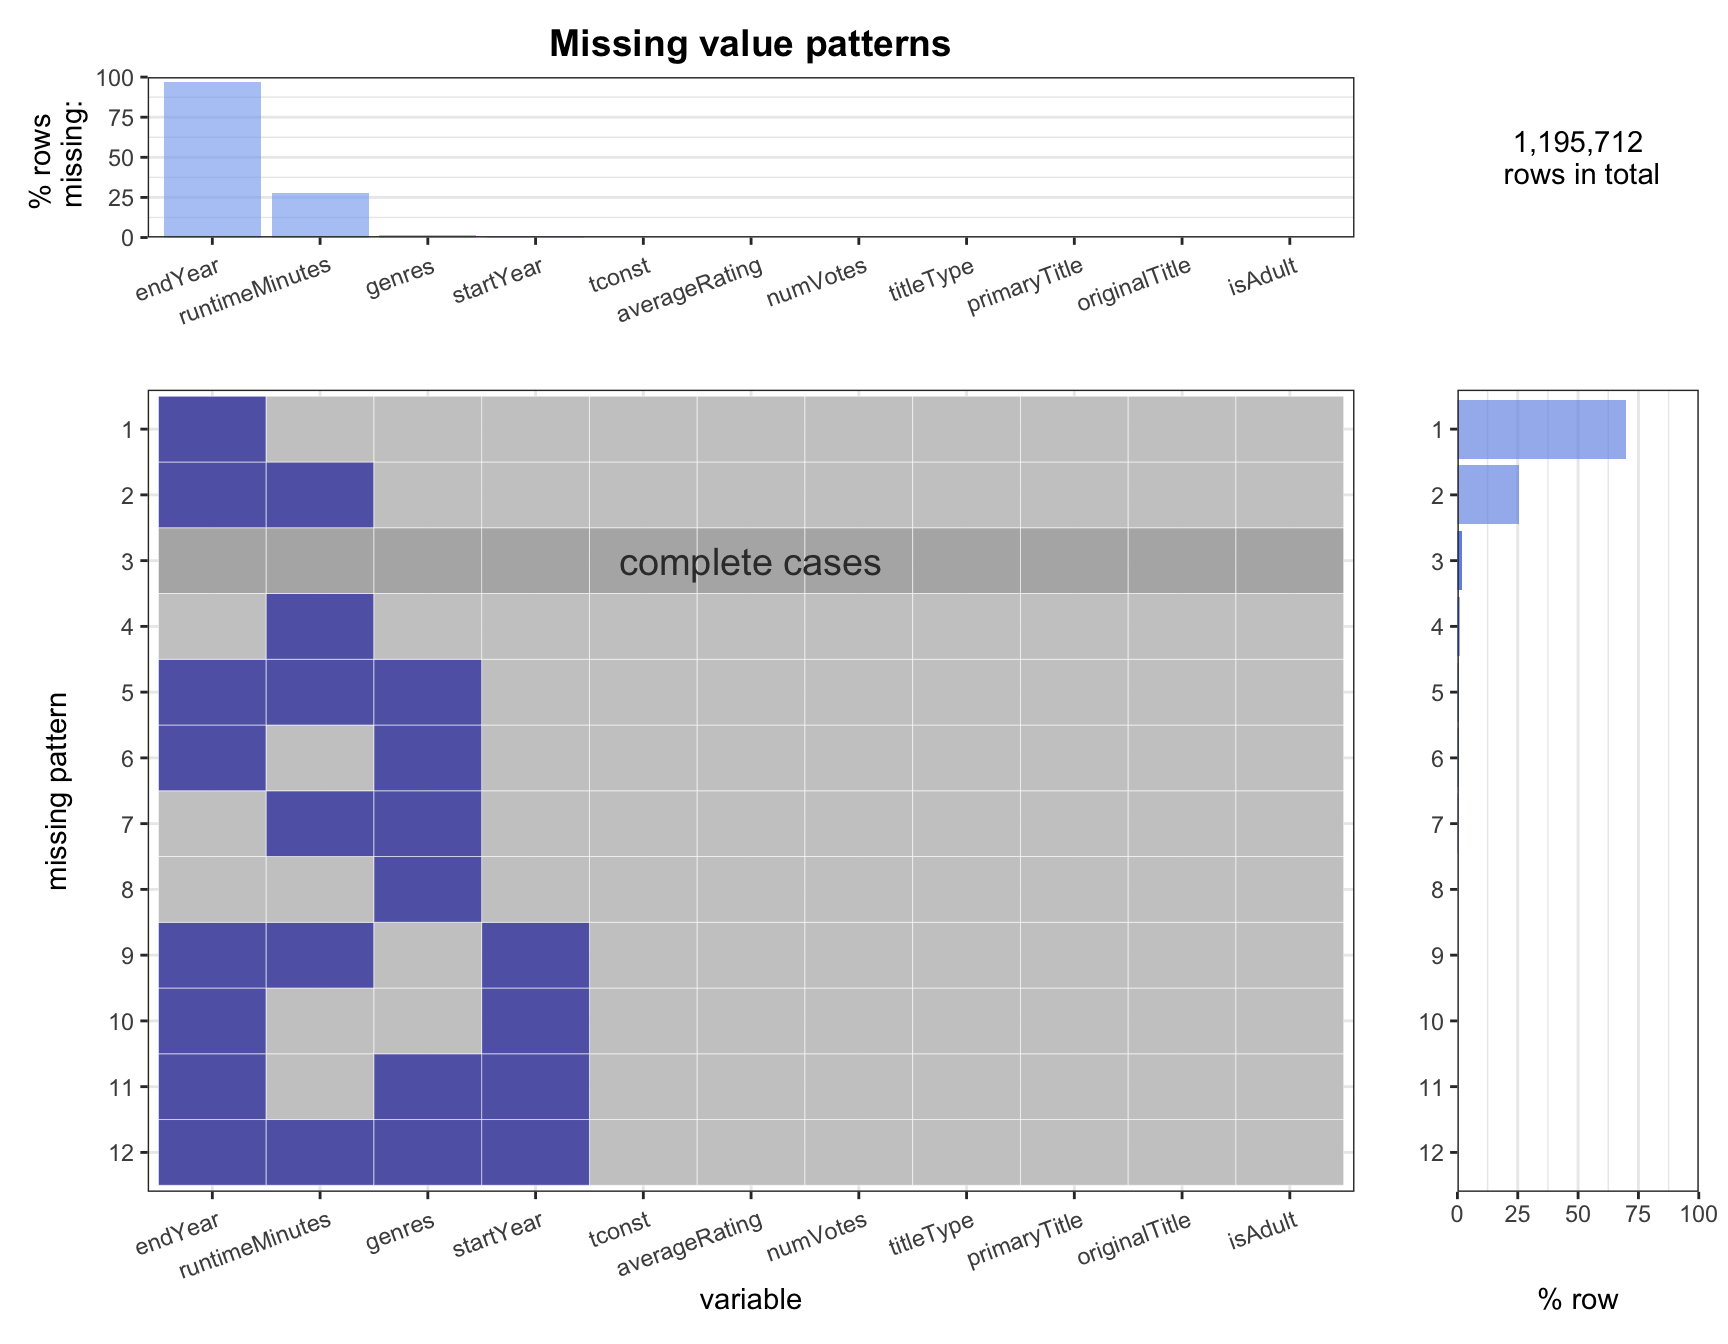 Missing value patterns
% rows
missing:
100
75
50
25
0
endYear
runtimeMinutes
genres
startYear
tconst
averageRating
numVotes
titleType
primaryTitle
originalTitle
isAdult
1,195,712
rows in total
missing pattern
1
2
3
4
5
6
7
8
9
10
11
12
complete cases
endYear
runtimeMinutes
genres
startYear
tconst
averageRating
numVotes
titleType
primaryTitle
originalTitle
isAdult
variable
1
2
3
4
5
6
7
8
9
10
11
12
0
25
50
75
100
% row